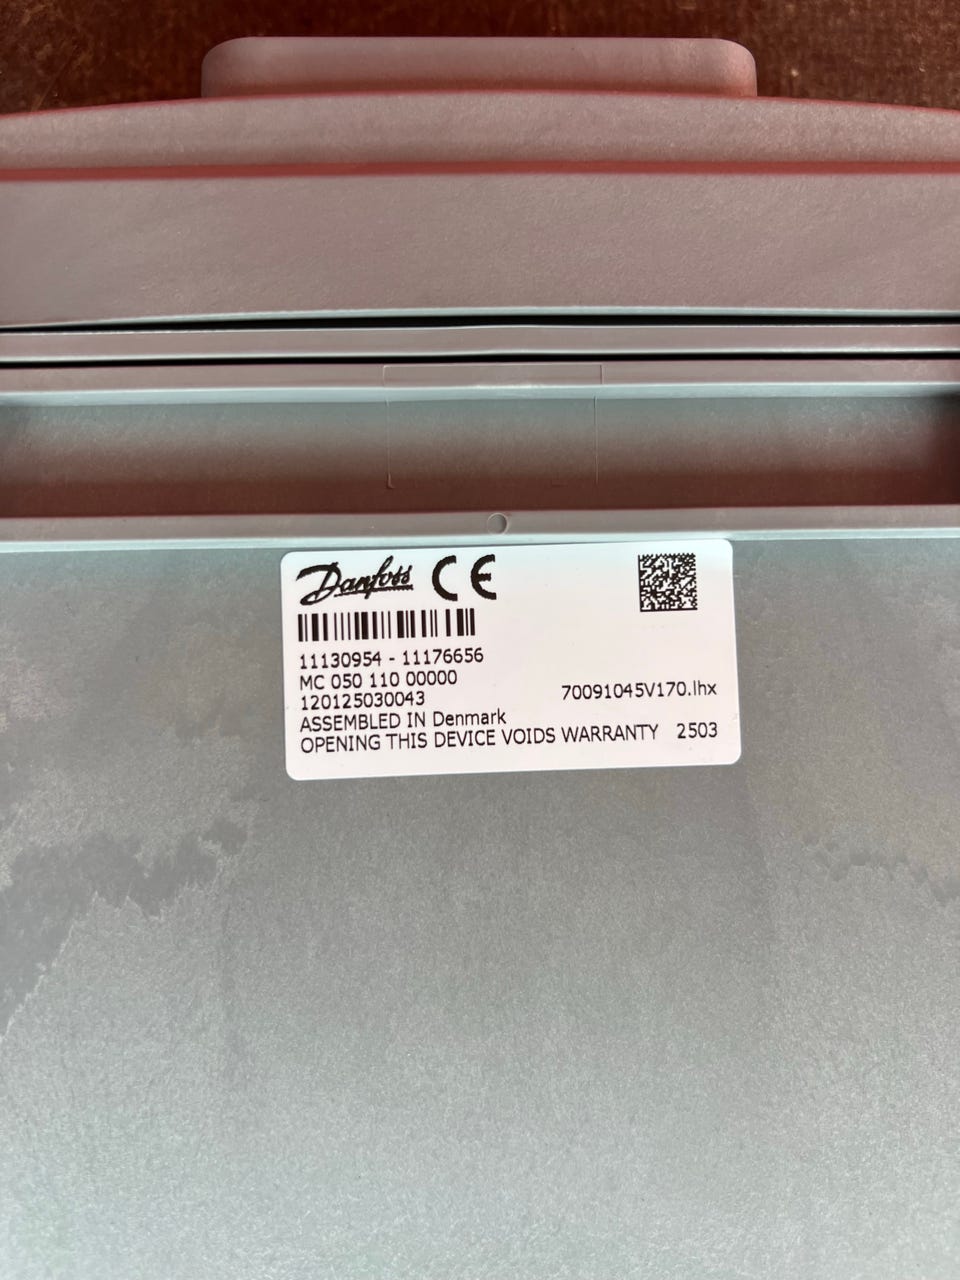 Danfoss CE
11130954 - 11176656
MC 050 110 00000
120125030043 70091045V170.lhx
ASSEMBLED IN Denmark
OPENING THIS DEVICE VOIDS WARRANTY 2503